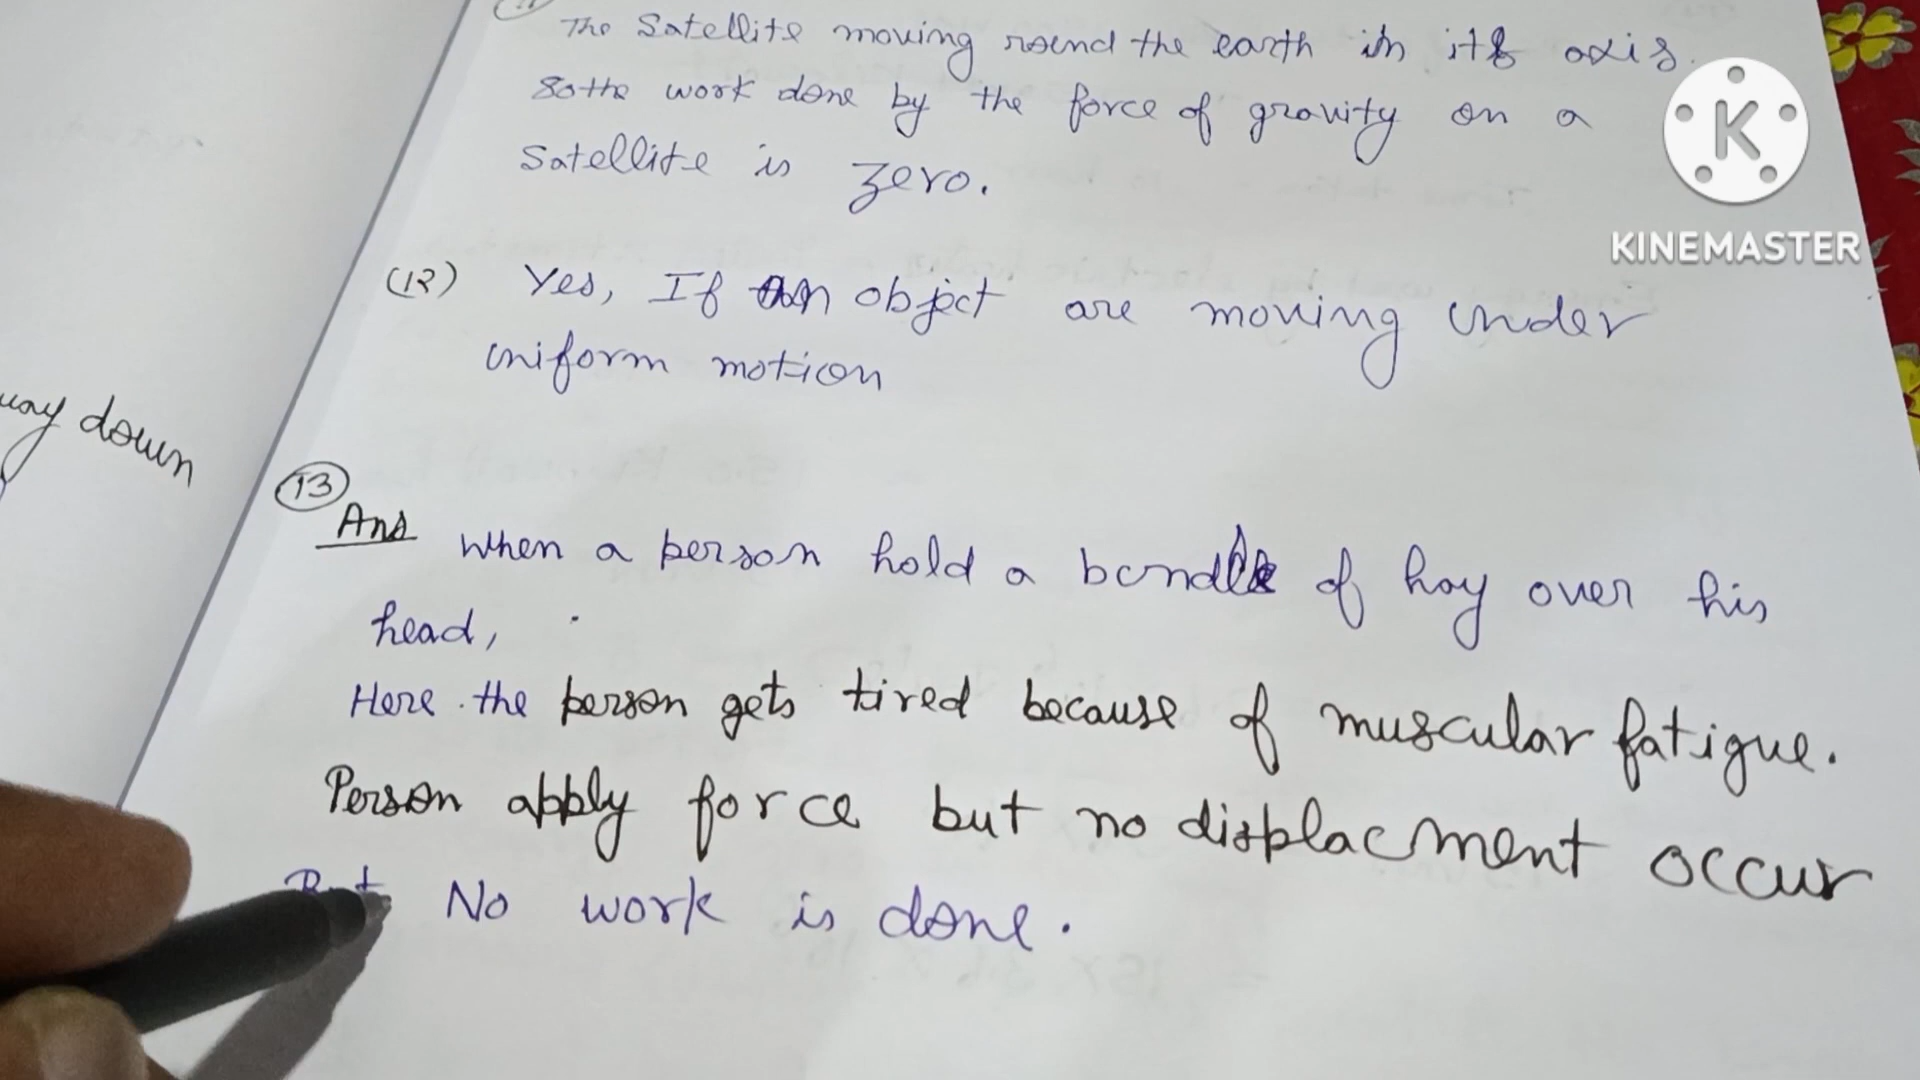 The Satellite moving round the earth in its axis.
So the work done by the force of gravity on a
Satellite is zero.
(12) Yes, If an object are moving under
uniform motion
way down
13
Ans When a person hold a bundle of hay over his
head,
Here the person gets tired because of muscular fatigue.
Person apply force but no displacment occur
But No work is done.
K
KINEMASTER